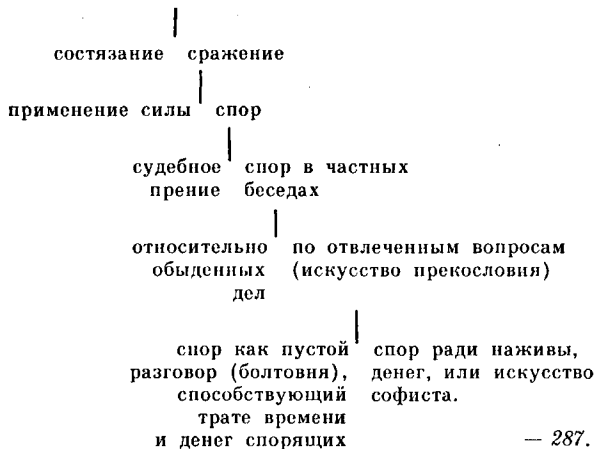 состязание сражение
применение силы спор
судебное спор в частных
прение беседах
относительно по отвлеченным вопросам
обыденных (искусство прекословия)
дел
спор как пустой спор ради наживы,
разговор (болтовня), денег, или искусство
способствующий софиста.
трате времени
и денег спорящих — 287.